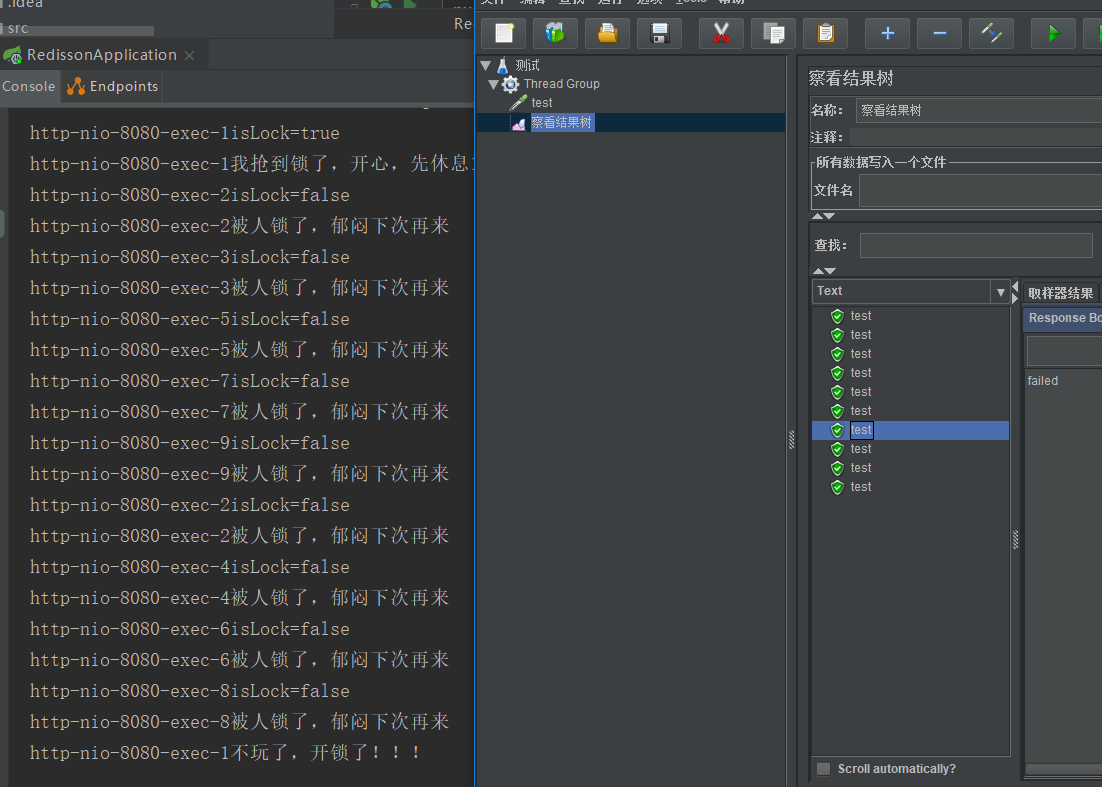 .idea
src
Re
RedissonApplication
Console
Endpoints
http-nio-8080-exec-1isLock=true
http-nio-8080-exec-1我抢到锁了，开心，先休息
http-nio-8080-exec-2isLock=false
http-nio-8080-exec-2被人锁了，郁闷下次再来
http-nio-8080-exec-3isLock=false
http-nio-8080-exec-3被人锁了，郁闷下次再来
http-nio-8080-exec-5isLock=false
http-nio-8080-exec-5被人锁了，郁闷下次再来
http-nio-8080-exec-7isLock=false
http-nio-8080-exec-7被人锁了，郁闷下次再来
http-nio-8080-exec-9isLock=false
http-nio-8080-exec-9被人锁了，郁闷下次再来
http-nio-8080-exec-2isLock=false
http-nio-8080-exec-2被人锁了，郁闷下次再来
http-nio-8080-exec-4isLock=false
http-nio-8080-exec-4被人锁了，郁闷下次再来
http-nio-8080-exec-6isLock=false
http-nio-8080-exec-6被人锁了，郁闷下次再来
http-nio-8080-exec-8isLock=false
http-nio-8080-exec-8被人锁了，郁闷下次再来
http-nio-8080-exec-1不玩了，开锁了！！！
测试
Thread Group
test
察看结果树
察看结果树
名称：
察看结果树
注释：
所有数据写入一个文件
文件名
查找：
Text
test
test
test
test
test
test
test
test
test
test
Scroll automatically?
取样器结果
Response Bo
failed